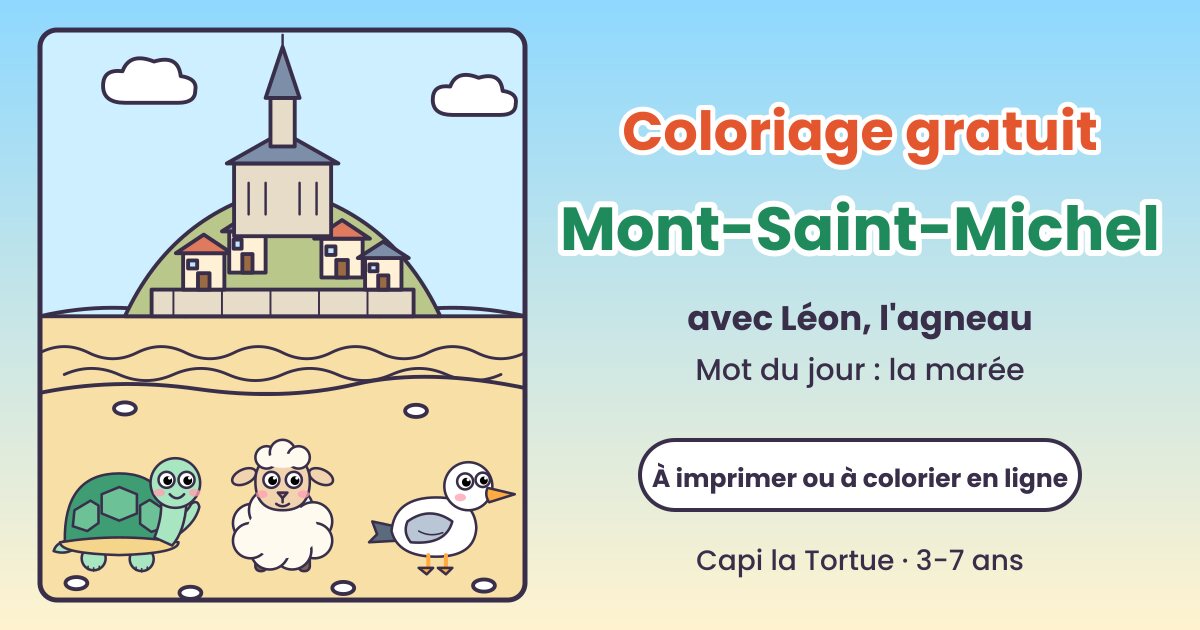 Coloriage gratuit
Mont-Saint-Michel
avec Léon, l'agneau
Mot du jour : la marée
À imprimer ou à colorier en ligne
Capi la Tortue · 3-7 ans